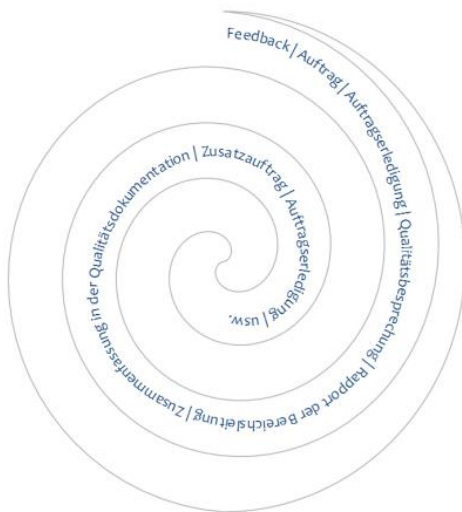 Feedback | Auftrag | Auftragserledigung | Qualitätsbesprechung | Rapport der Bereichsleitung | Zusammenfassung in der Qualitätsdokumentation | Zusatzauftrag | Auftragserledigung | usw.